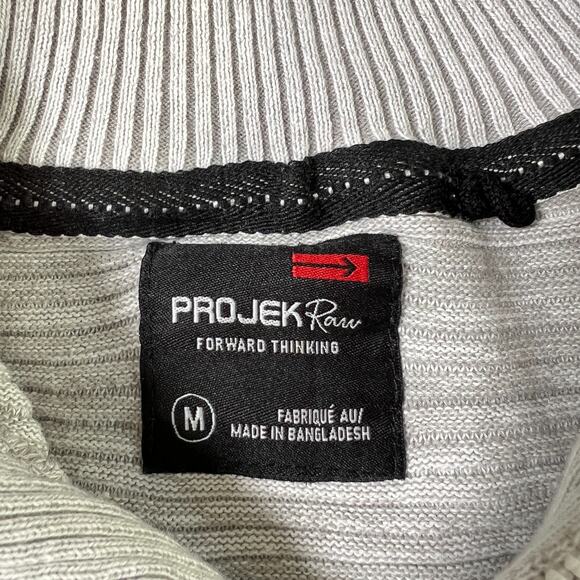 PROJEK Raw
FORWARD THINKING
M
FABRIQUÉ AU/
MADE IN BANGLADESH